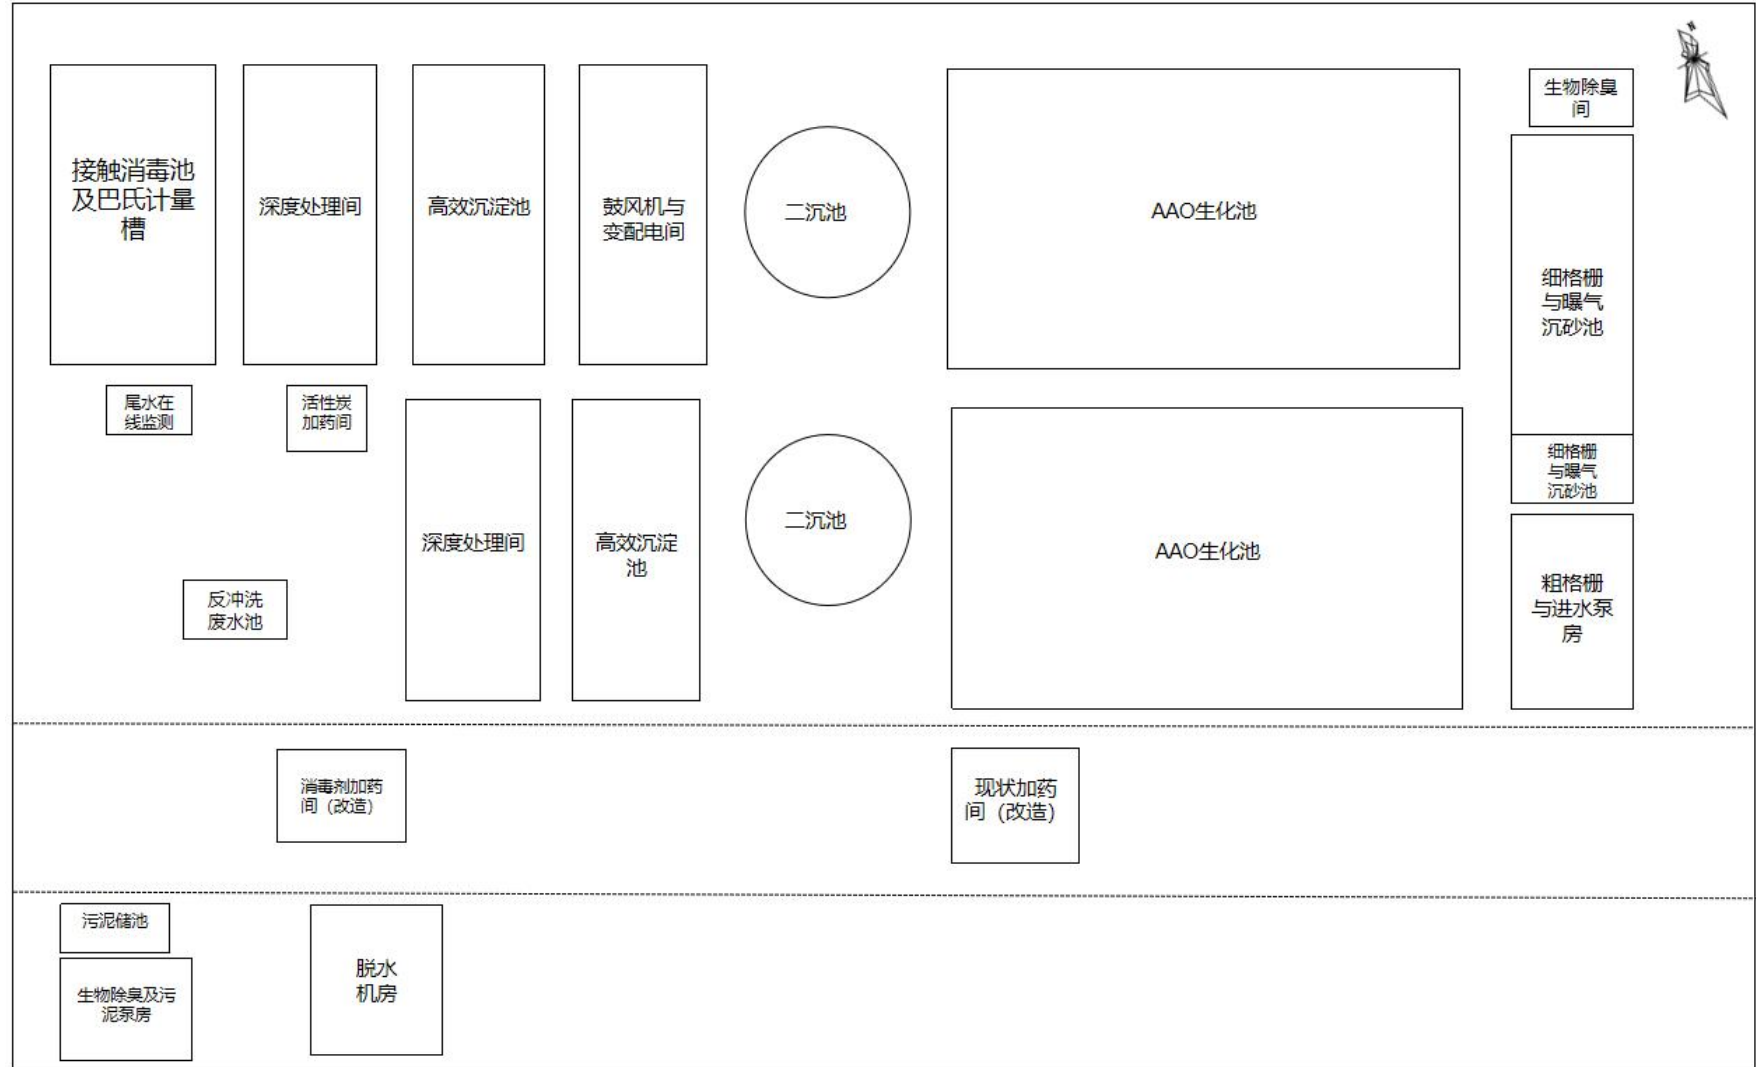 N
生物除臭
间
接触消毒池
及巴氏计量
槽
深度处理间
高效沉淀池
鼓风机与
变配电间
二沉池
AAO生化池
细格栅
与曝气
沉砂池
尾水在
线监测
活性炭
加药间
细格栅
与曝气
沉砂池
深度处理间
高效沉淀
池
二沉池
AAO生化池
粗格栅
与进水泵
房
反冲洗
废水池
消毒剂加药
间（改造）
现状加药
间（改造）
污泥储池
脱水
机房
生物除臭及污
泥泵房